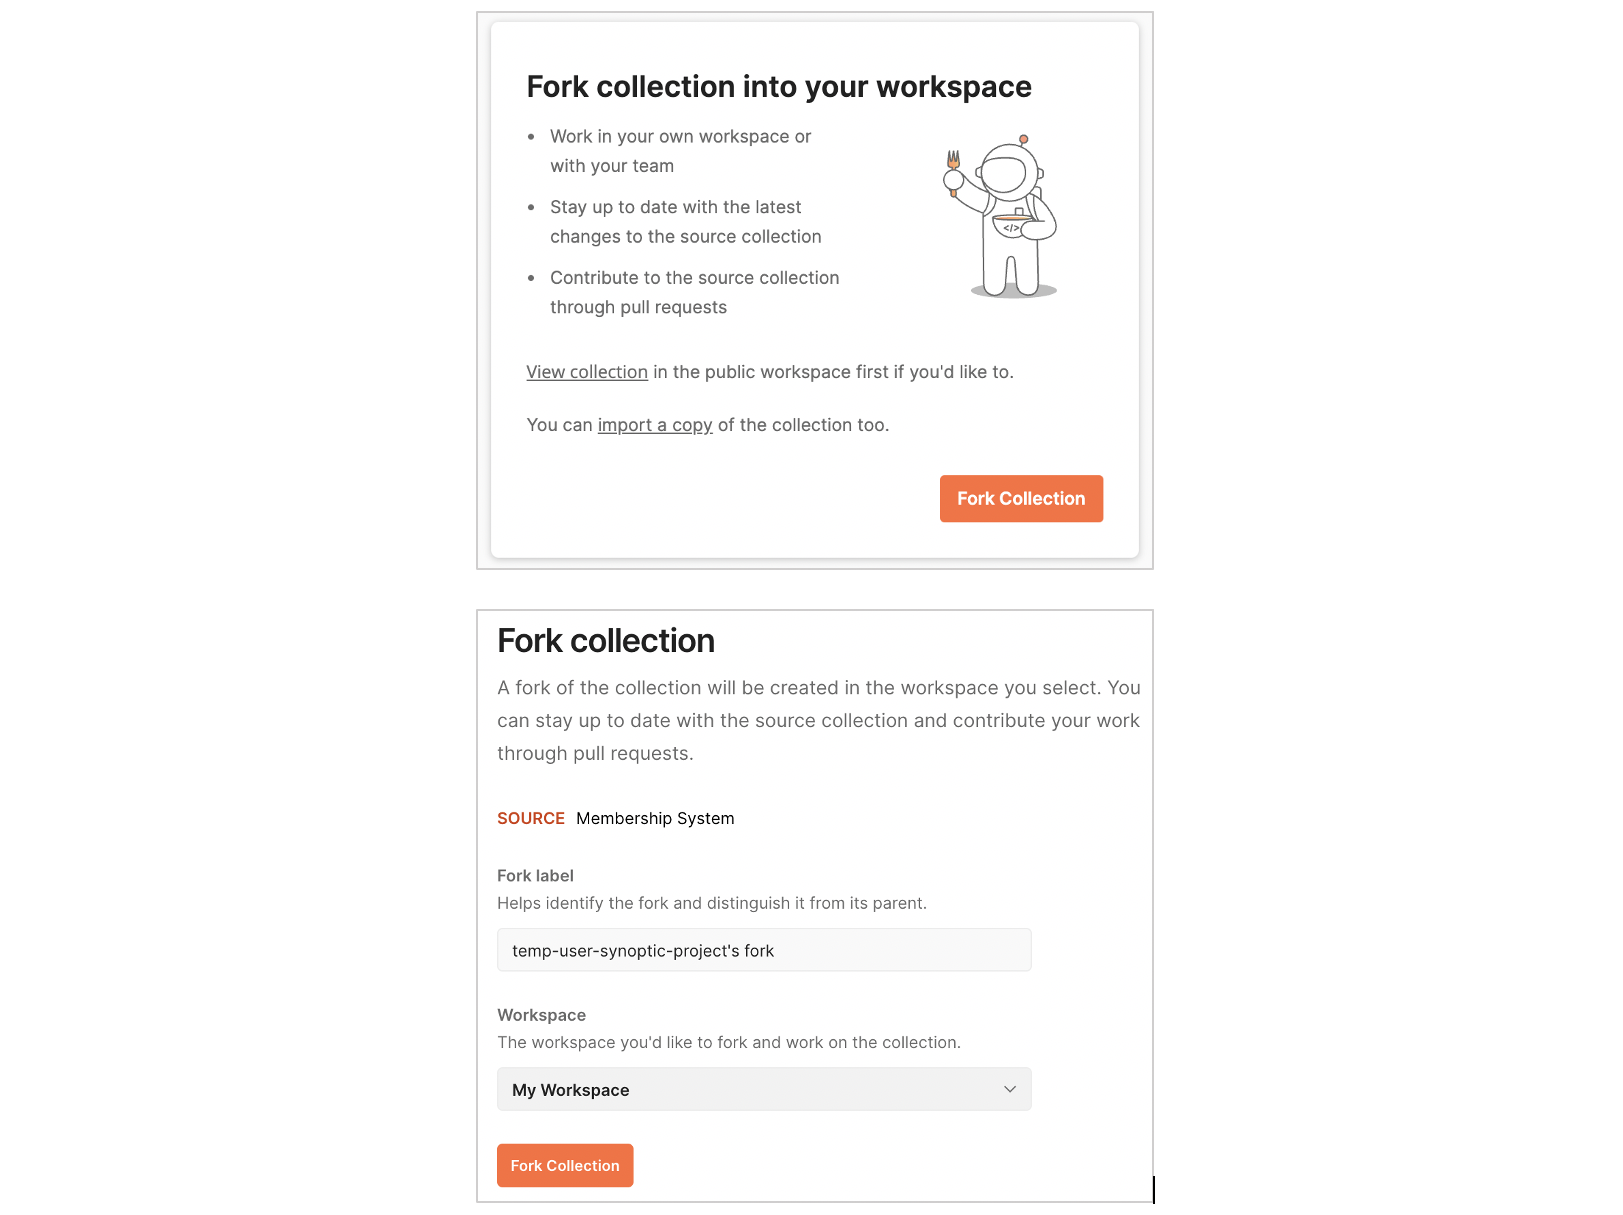 Fork collection into your workspace
• Work in your own workspace or
with your team
• Stay up to date with the latest
changes to the source collection
• Contribute to the source collection
through pull requests
</>
View collection in the public workspace first if you'd like to.
You can import a copy of the collection too.
Fork Collection
Fork collection
A fork of the collection will be created in the workspace you select. You
can stay up to date with the source collection and contribute your work
through pull requests.
SOURCE Membership System
Fork label
Helps identify the fork and distinguish it from its parent.
temp-user-synoptic-project's fork
Workspace
The workspace you'd like to fork and work on the collection.
My Workspace
Fork Collection